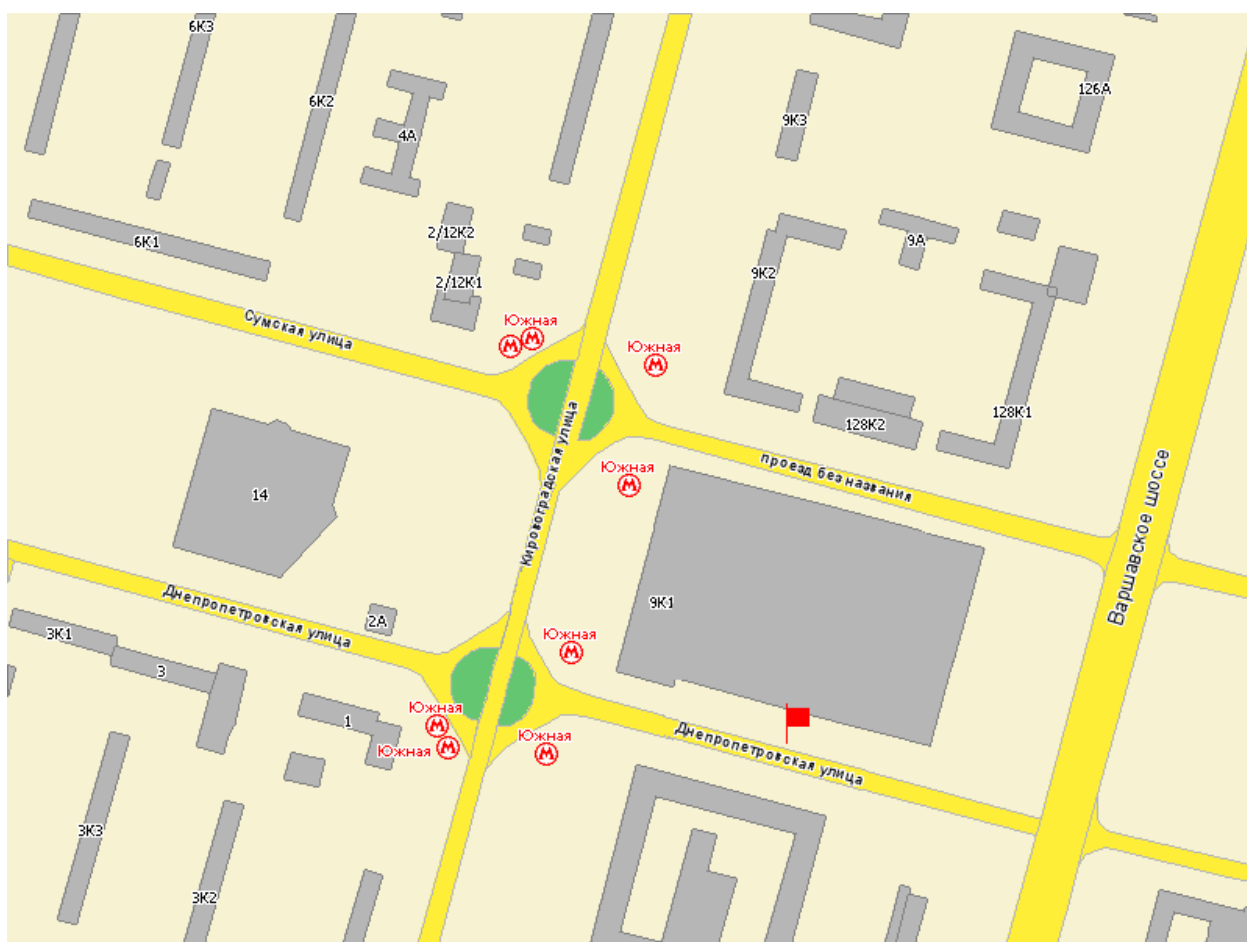 6К3
6К2
4А
9К3
126А
2/12К2
6К1
9А
9К2
2/12К1
Сумская улица
Южная
Южная
128К1
128К2
Кировоградская улица
проезд без названия
Южная
14
Варшавское шоссе
9К1
Днепропетровская улица
2А
3К1
Южная
3
Южная
1
Южная
Южная
Днепропетровская улица
3К3
3К2